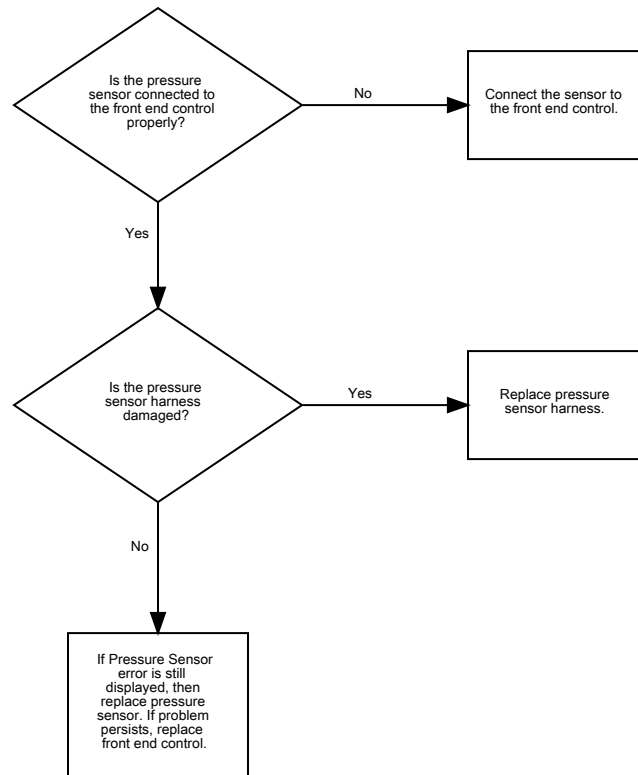 Is the pressure
sensor connected to
the front end control
properly?
No
Connect the sensor to
the front end control.
Yes
Is the pressure
sensor harness
damaged?
Yes
Replace pressure
sensor harness.
No
If Pressure Sensor
error is still
displayed, then
replace pressure
sensor. If problem
persists, replace
front end control.